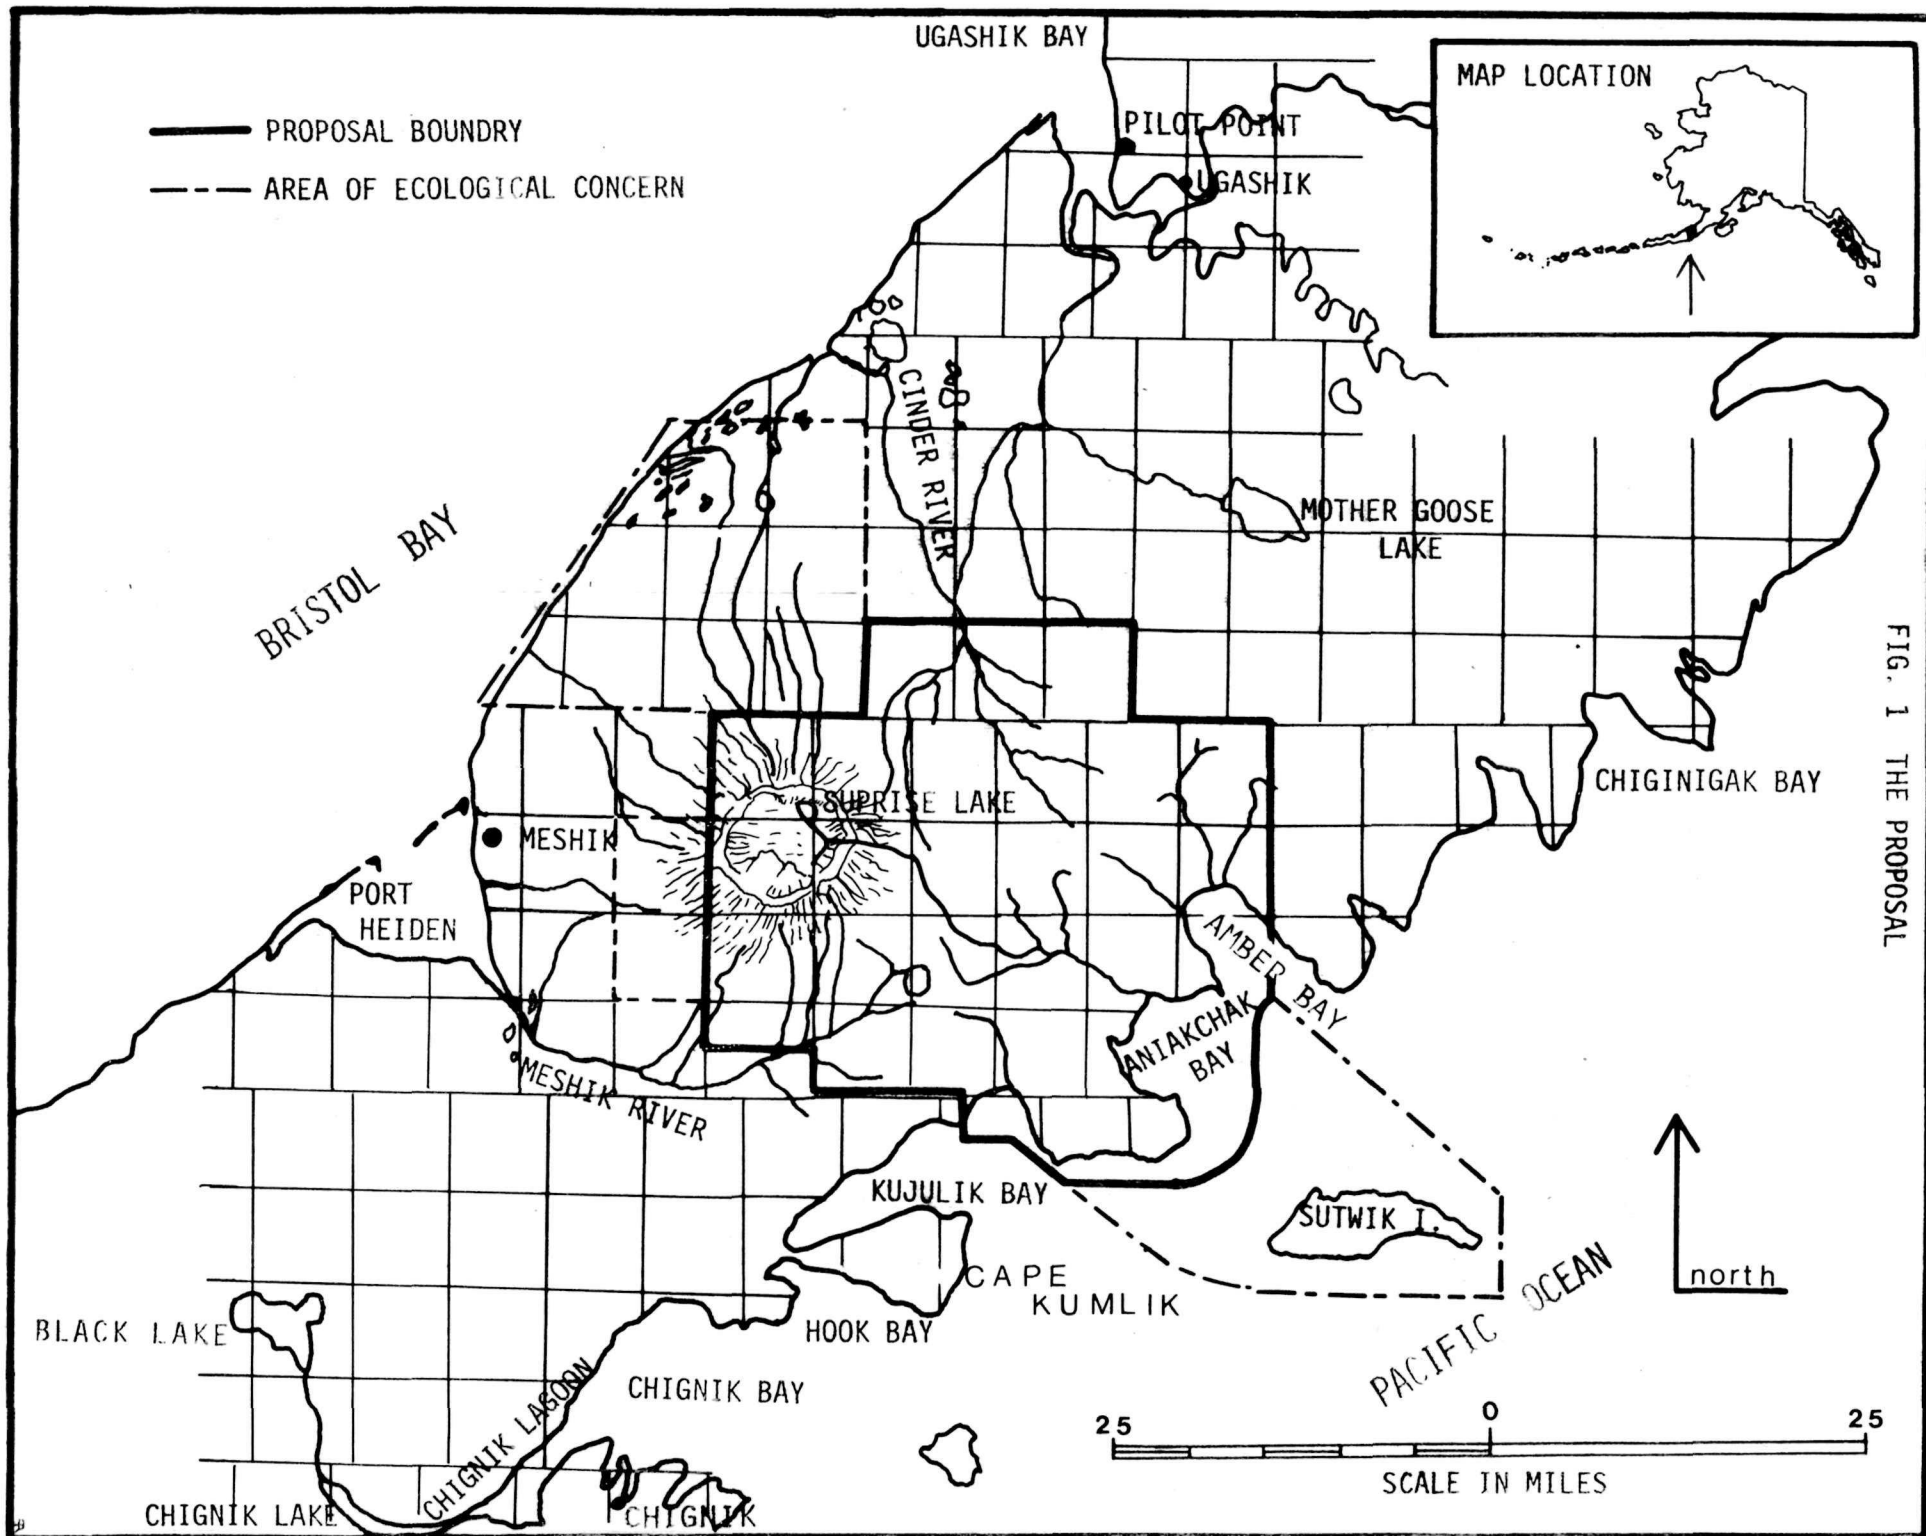 UGASHIK BAY
MAP LOCATION
PROPOSAL BOUNDRY
AREA OF ECOLOGICAL CONCERN
PILOT POINT
UGASHIK
CINDER RIVER
MOTHER GOOSE
LAKE
BRISTOL BAY
FIG. 1 THE PROPOSAL
CHIGINIGAK BAY
SUPRISE LAKE
MESHIK
PORT
HEIDEN
AMBER BAY
ANIAKCHAK
BAY
MESHIK RIVER
KUJULIK BAY
SUTWIK I.
CAPE
KUMLIK
north
PACIFIC OCEAN
BLACK LAKE
HOOK BAY
CHIGNIK BAY
CHIGNIK LAGOON
25 0 25
SCALE IN MILES
CHIGNIK LAKE
CHIGNIK